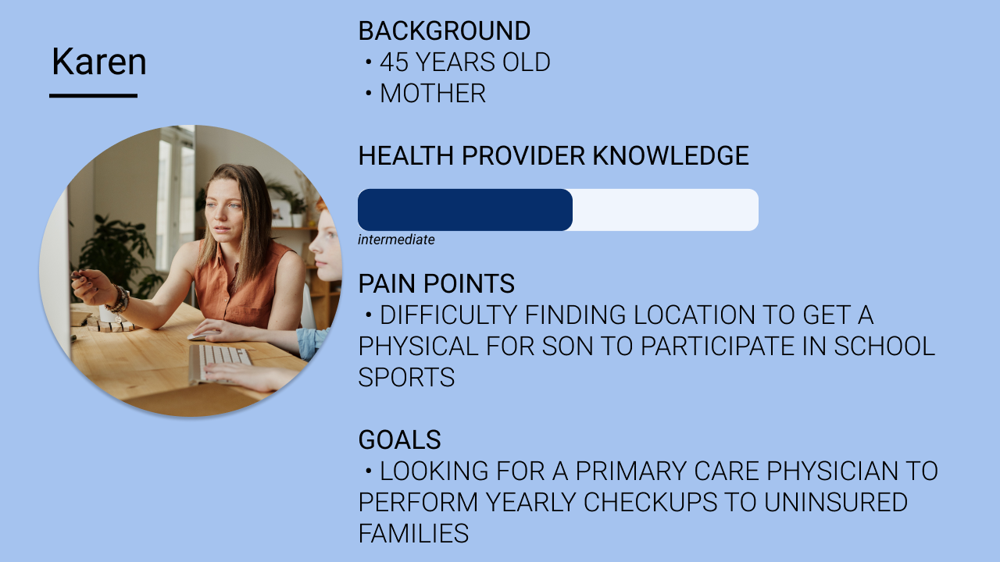 Karen
BACKGROUND
• 45 YEARS OLD
• MOTHER
HEALTH PROVIDER KNOWLEDGE
intermediate
PAIN POINTS
• DIFFICULTY FINDING LOCATION TO GET A
PHYSICAL FOR SON TO PARTICIPATE IN SCHOOL
SPORTS
GOALS
• LOOKING FOR A PRIMARY CARE PHYSICIAN TO
PERFORM YEARLY CHECKUPS TO UNINSURED
FAMILIES